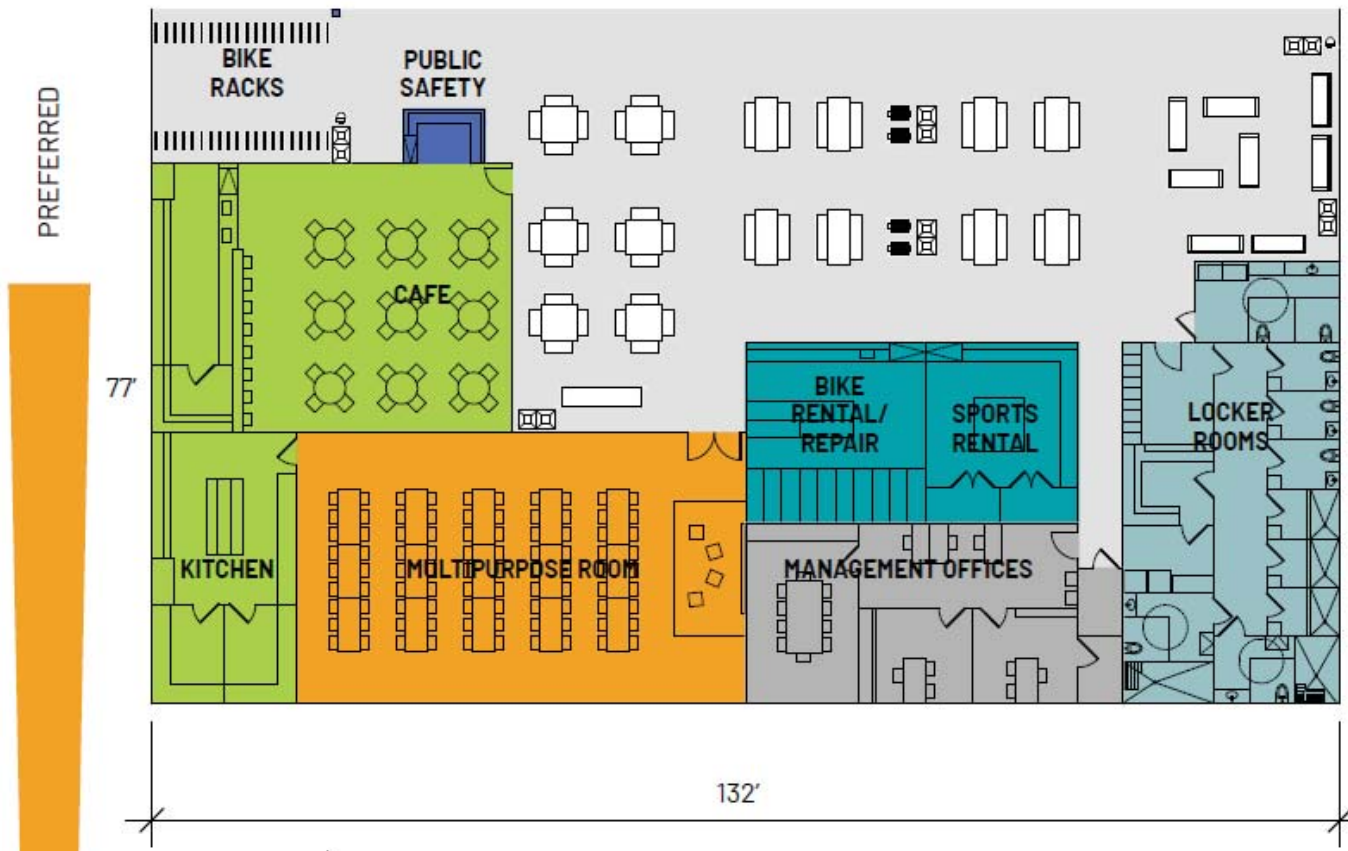 PREFERRED
BIKE
RACKS
PUBLIC
SAFETY
CAFE
77'
BIKE
RENTAL/
REPAIR
SPORTS
RENTAL
LOCKER
ROOMS
KITCHEN
MULTIPURPOSE ROOM
MANAGEMENT OFFICES
132'